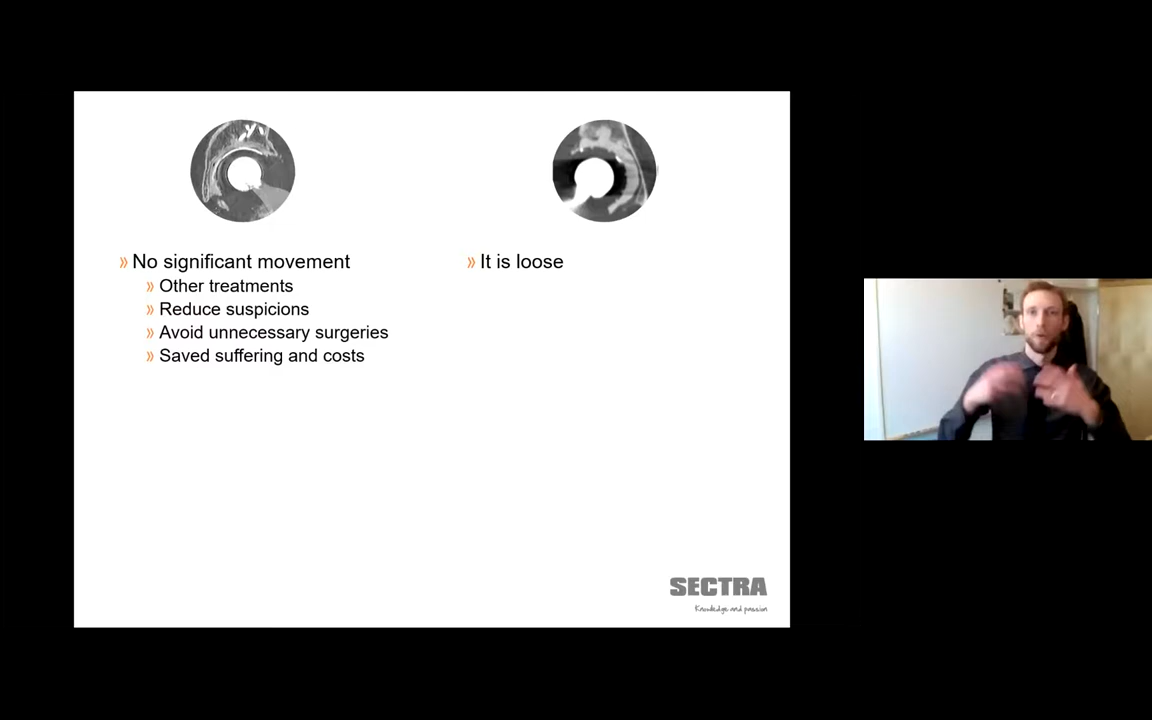 » No significant movement
» Other treatments
» Reduce suspicions
» Avoid unnecessary surgeries
» Saved suffering and costs
» It is loose
SECTRA
Knowledge and passion